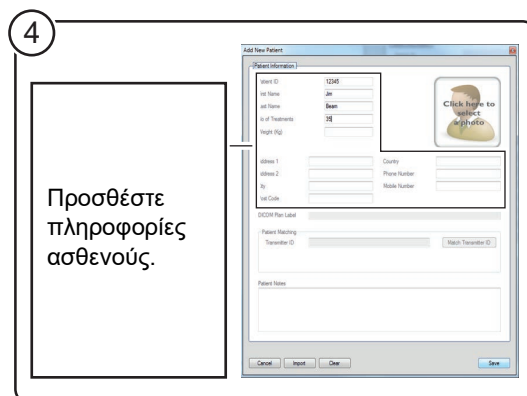 4
Προσθέστε
πληροφορίες
ασθενούς.
Add New Patient
Patient Information
atient ID 12345
irst Name Jim
ast Name Beam
o of Treatments 35
Weight (Kg)
Click here to
select
a photo
ddress 1 Country
ddress 2 Phone Number
ity Mobile Number
tal Code
DICOM Plan Label
Patient Matching
Transmitter ID Match Transmitter ID
Patient Notes
Cancel Import Clear Save